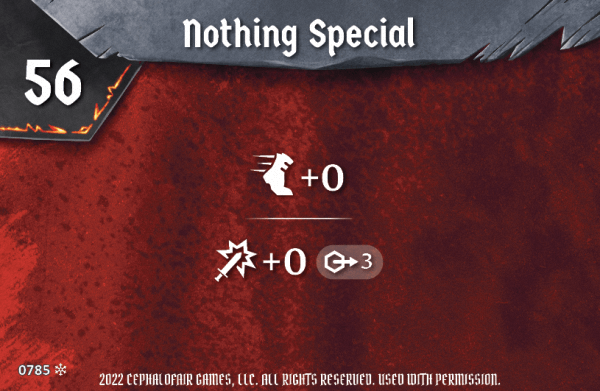 Nothing Special
56
+0
+0 3
0785
2022 CEPHALOFAIR GAMES, LLC. ALL RIGHTS RESERVED. USED WITH PERMISSION.